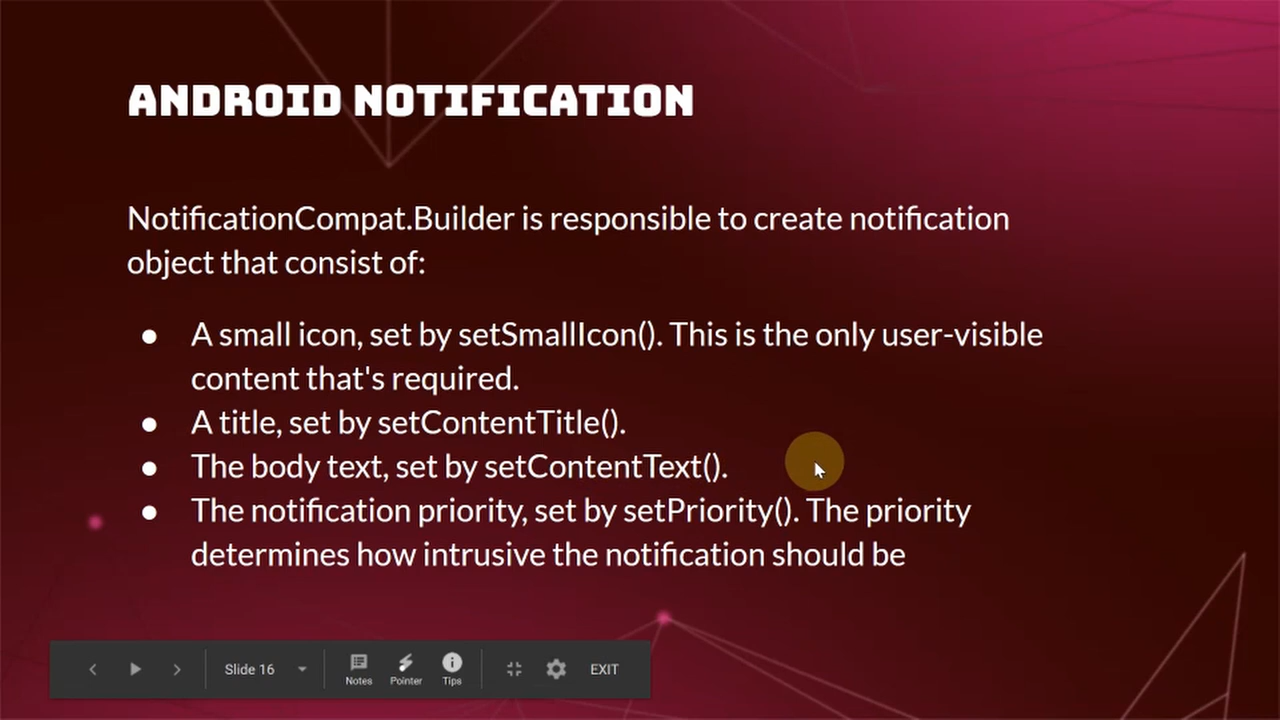 ANDROID NOTIFICATION
NotificationCompat.Builder is responsible to create notification
object that consist of:
● A small icon, set by setSmallIcon(). This is the only user-visible
content that's required.
● A title, set by setContentTitle().
● The body text, set by setContentText().
● The notification priority, set by setPriority(). The priority
determines how intrusive the notification should be
Slide 16
Notes
Pointer
Tips
EXIT